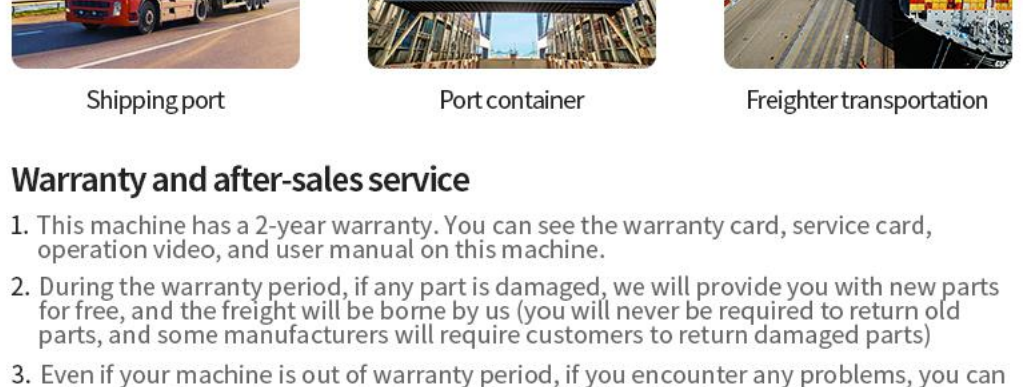 Shipping port
Port container
Freighter transportation
Warranty and after-sales service
1. This machine has a 2-year warranty. You can see the warranty card, service card,
operation video, and user manual on this machine.
2. During the warranty period, if any part is damaged, we will provide you with new parts
for free, and the freight will be borne by us (you will never be required to return old
parts, and some manufacturers will require customers to return damaged parts)
3. Even if your machine is out of warranty period, if you encounter any problems, you can